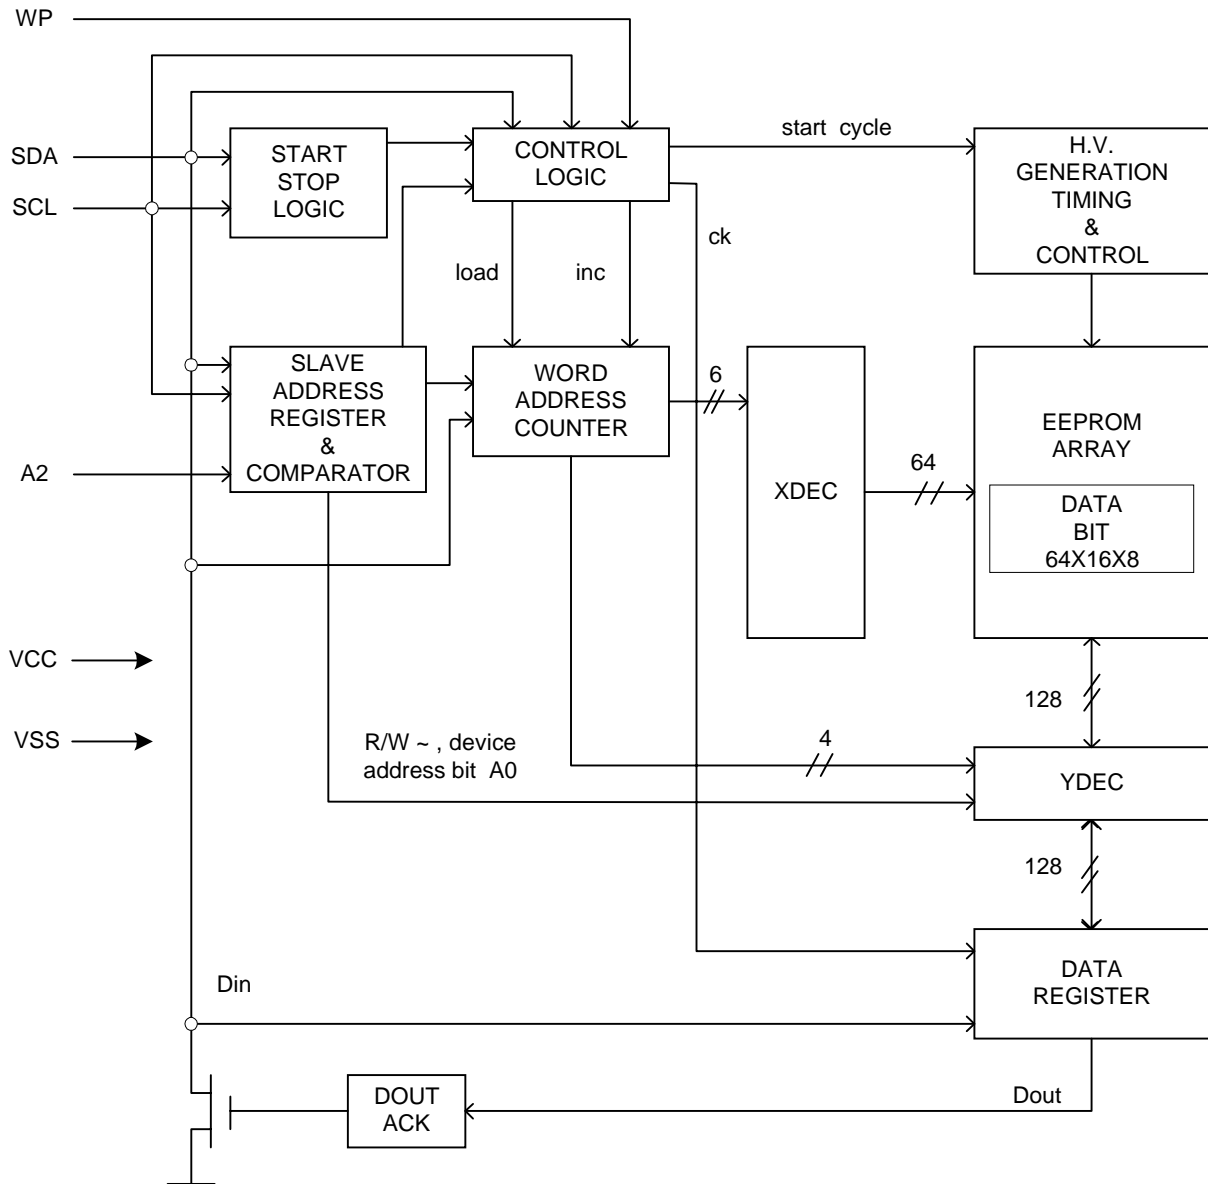 WP
SDA
SCL
START
STOP
LOGIC
CONTROL
LOGIC
start cycle
H.V.
GENERATION
TIMING
&
CONTROL
load
inc
ck
A2
SLAVE
ADDRESS
REGISTER
&
COMPARATOR
WORD
ADDRESS
COUNTER
6
XDEC
64
EEPROM
ARRAY
DATA
BIT
64X16X8
VCC
VSS
128
R/W ~ , device
address bit A0
4
YDEC
128
Din
DATA
REGISTER
DOUT
ACK
Dout